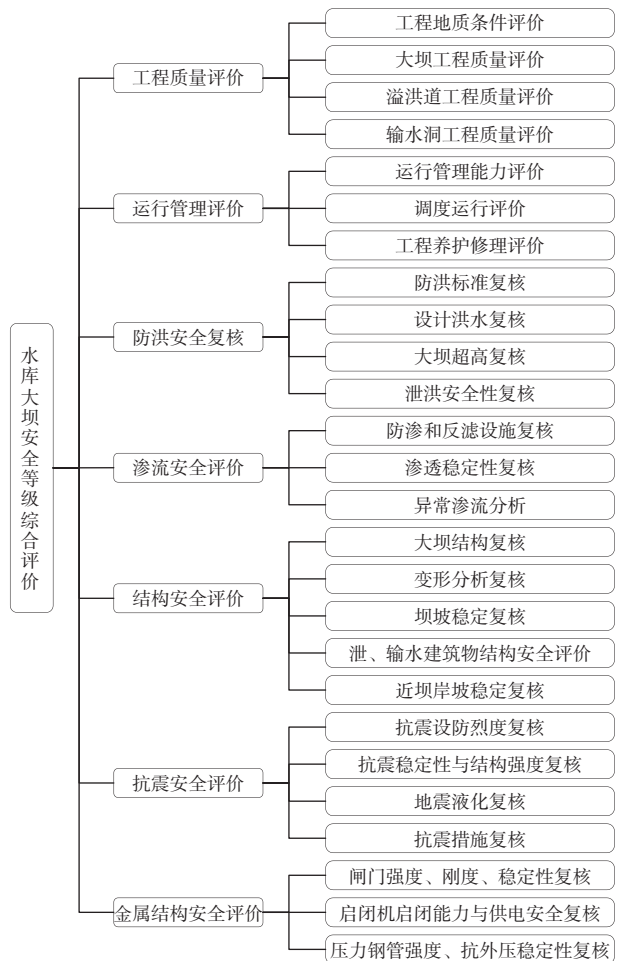 水库大坝安全等级综合评价
工程质量评价
工程地质条件评价
大坝工程质量评价
溢洪道工程质量评价
输水洞工程质量评价
运行管理评价
运行管理能力评价
调度运行评价
工程养护修理评价
防洪安全复核
防洪标准复核
设计洪水复核
大坝超高复核
泄洪安全性复核
渗流安全评价
防渗和反滤设施复核
渗透稳定性复核
异常渗流分析
结构安全评价
大坝结构复核
变形分析复核
坝坡稳定复核
泄、输水建筑物结构安全评价
近坝岸坡稳定复核
抗震安全评价
抗震设防烈度复核
抗震稳定性与结构强度复核
地震液化复核
抗震措施复核
金属结构安全评价
闸门强度、刚度、稳定性复核
启闭机启闭能力与供电安全复核
压力钢管强度、抗外压稳定性复核